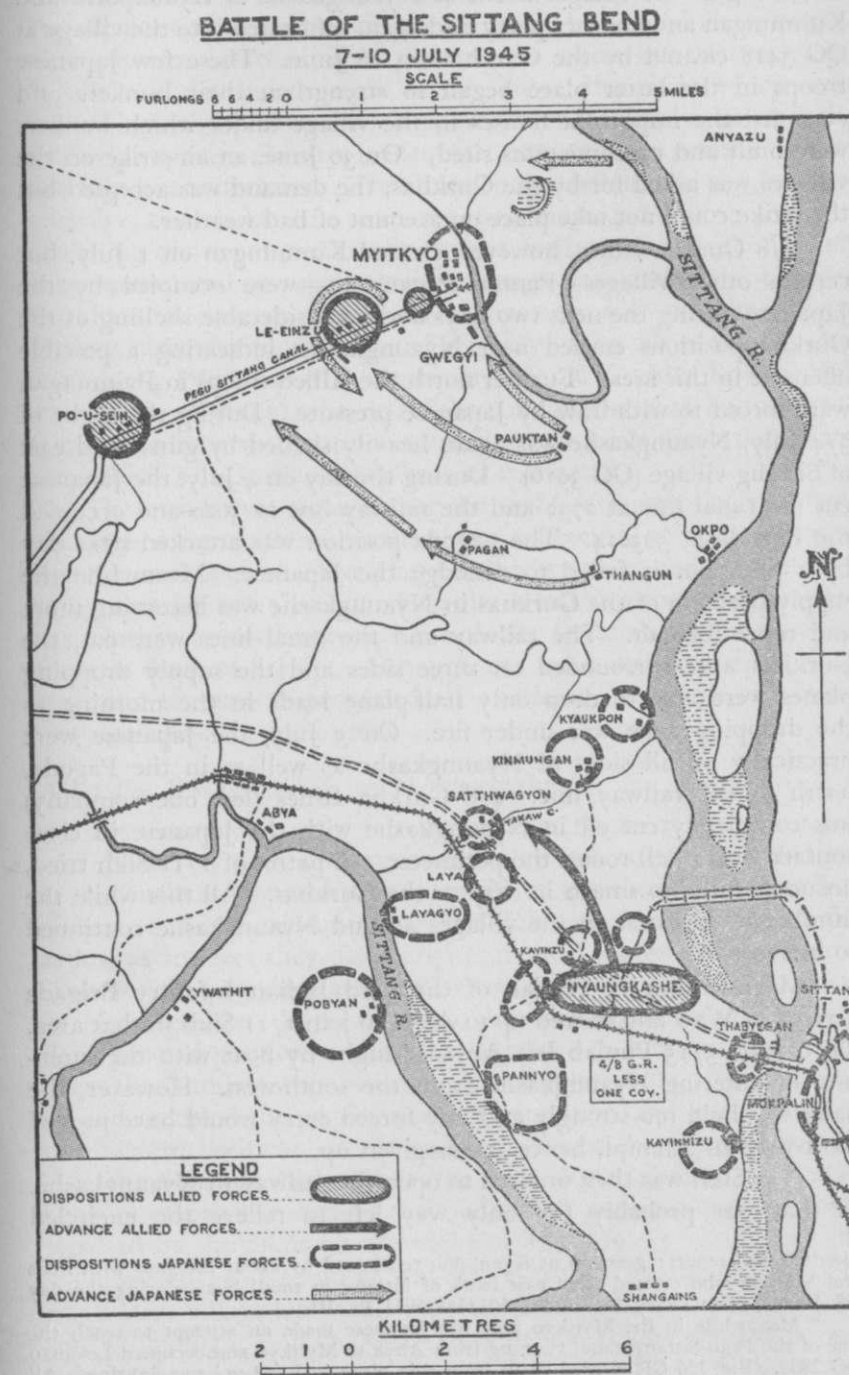 BATTLE OF THE SITTANG BEND
7-10 JULY 1945
SCALE
FURLONGS 8 6 4 2 0 1 2 3 4 5 MILES
ANYAZU
MYITKYO
SITTANG R.
LE-EINZU
GWEGYI
PEGU SITTANG CANAL
PO-U-SEIN
PAUKTAN
OKPO
PAGAN
THANGUN
N
KYAUKPON
KINMUNGAN
SATTHWAGYON
ABYA
LAYA
LAYAGYO
SITTANG R.
KAYINZU
NYAUNGKASHE
NYWATHIT
POBYAN
THABYEGAN
PANNYO
4/8 G.R.
LESS
ONE COY.
MOKPALIN
KAYINHIZU
LEGEND
DISPOSITIONS ALLIED FORCES
ADVANCE ALLIED FORCES
DISPOSITIONS JAPANESE FORCES
ADVANCE JAPANESE FORCES
SHANGAING
KILOMETRES
2 1 0 2 4 6